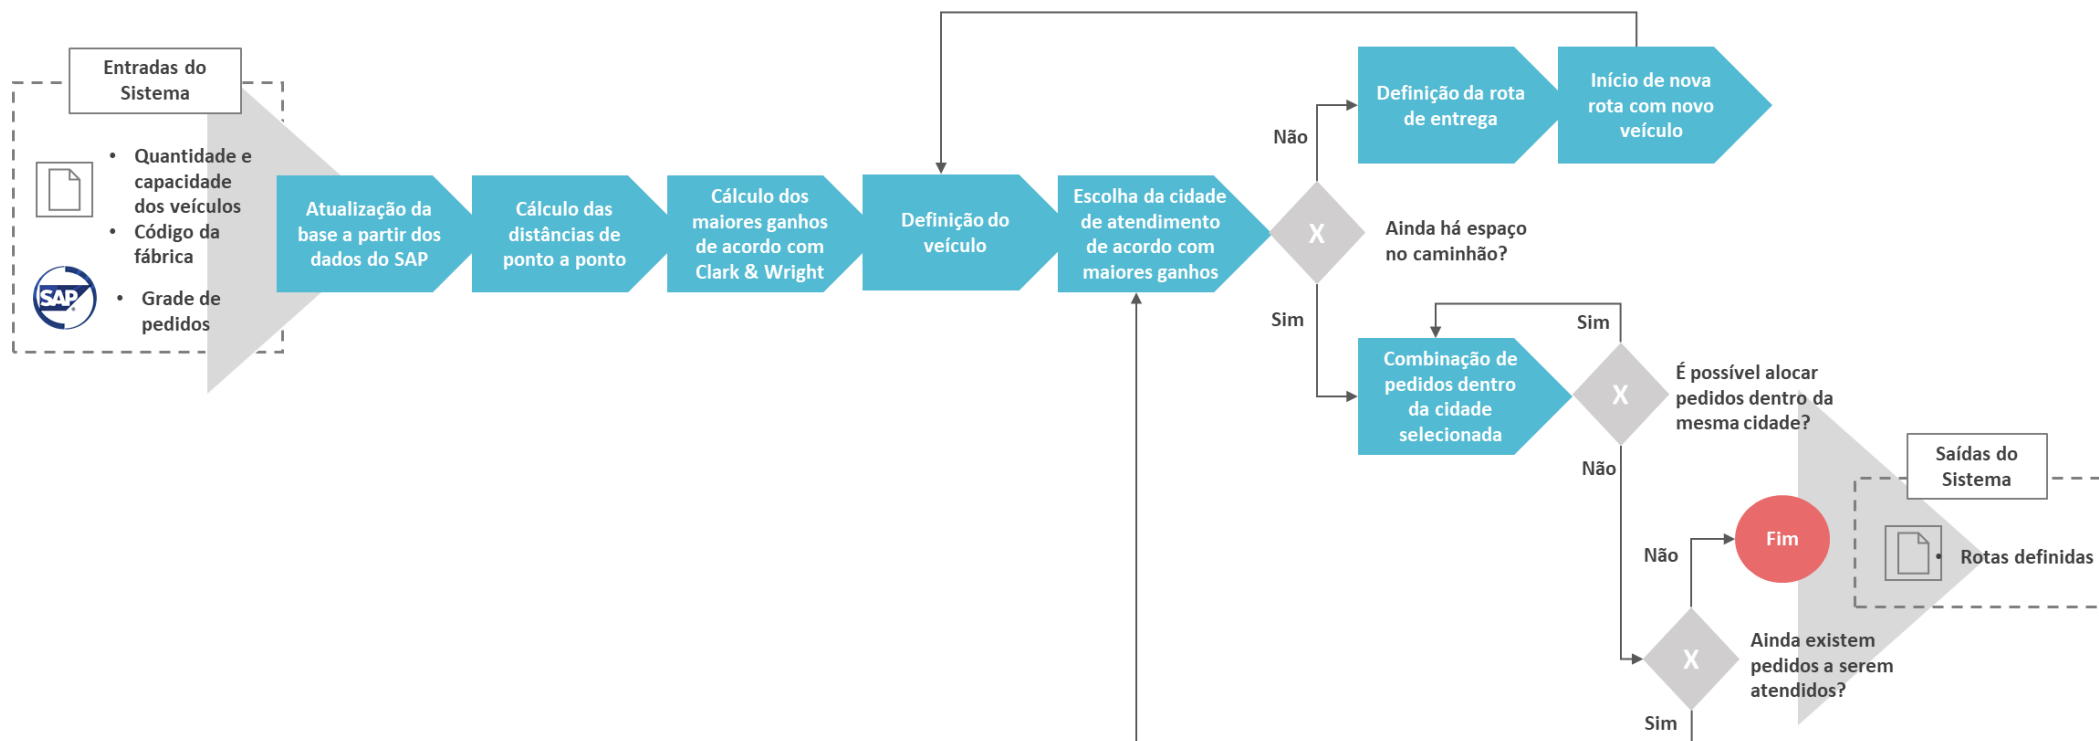 Entradas do
Sistema
• Quantidade e
capacidade
dos veículos
• Código da
fábrica
SAP
• Grade de
pedidos
Atualização da
base a partir dos
dados do SAP
Cálculo das
distâncias de
ponto a ponto
Cálculo dos
maiores ganhos
de acordo com
Clark & Wright
Definição do
veículo
Escolha da cidade
de atendimento
de acordo com
maiores ganhos
X
Ainda há espaço
no caminhão?
Não
Definição da rota
de entrega
Início de nova
rota com novo
veículo
Sim
Combinação de
pedidos dentro
da cidade
selecionada
Sim
X
É possível alocar
pedidos dentro da
mesma cidade?
Não
X
Ainda existem
pedidos a serem
atendidos?
Não
Fim
Sim
Saídas do
Sistema
• Rotas definidas